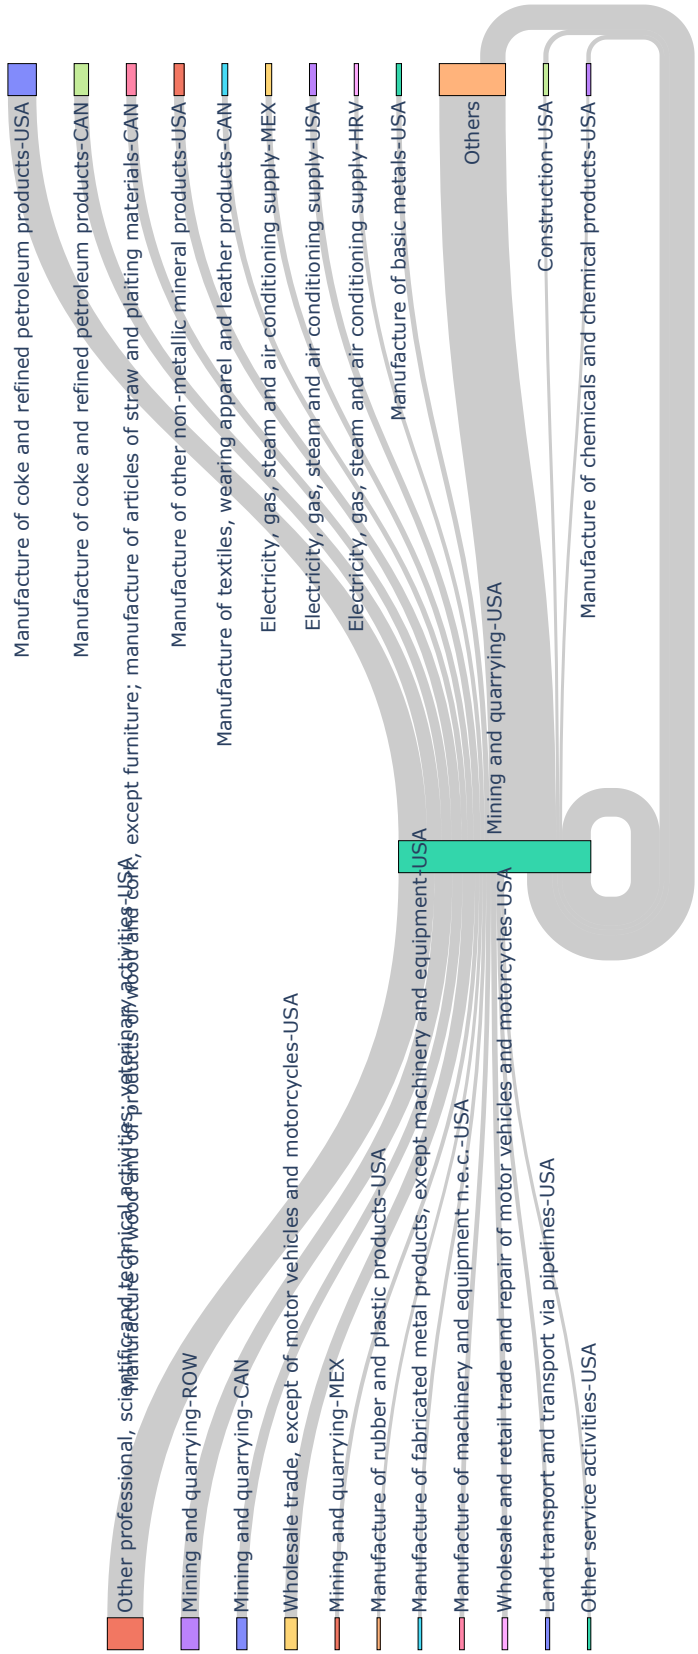 Manufacture of coke and refined petroleum products-USA
Manufacture of coke and refined petroleum products-CAN
Manufacture of wood and of products of wood and cork, except furniture; manufacture of articles of straw and plaiting materials-CAN
Manufacture of other non-metallic mineral products-USA
Manufacture of textiles, wearing apparel and leather products-CAN
Electricity, gas, steam and air conditioning supply-MEX
Electricity, gas, steam and air conditioning supply-USA
Electricity, gas, steam and air conditioning supply-HRV
Manufacture of basic metals-USA
Others
Construction-USA
Manufacture of chemicals and chemical products-USA
Mining and quarrying-USA
Other professional, scientific and technical activities; veterinary activities-USA
Mining and quarrying-ROW
Mining and quarrying-CAN
Wholesale trade, except of motor vehicles and motorcycles-USA
Mining and quarrying-MEX
Manufacture of rubber and plastic products-USA
Manufacture of fabricated metal products, except machinery and equipment-USA
Manufacture of machinery and equipment n.e.c.-USA
Wholesale and retail trade and repair of motor vehicles and motorcycles-USA
Land transport and transport via pipelines-USA
Other service activities-USA